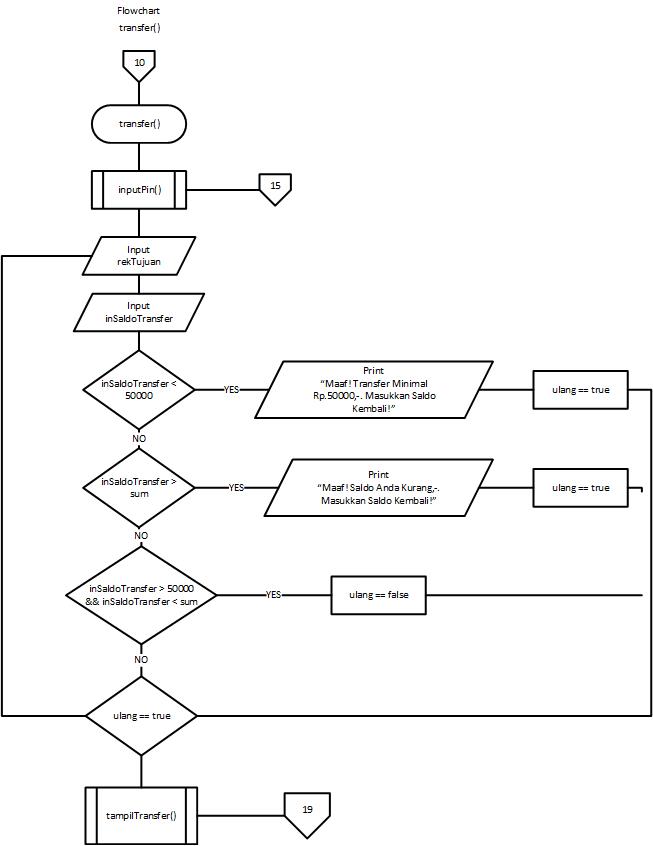 Flowchart
transfer()
10
transfer()
inputPin()
15
Input
rekTujuan
Input
inSaldoTransfer
inSaldoTransfer <
50000
YES
Print
“Maaf! Transfer Minimal
Rp.50000,-. Masukkan Saldo
Kembali!”
ulang == true
NO
inSaldoTransfer >
sum
YES
Print
“Maaf! Saldo Anda Kurang,-.
Masukkan Saldo Kembali!”
ulang == true
NO
inSaldoTransfer > 50000
&& inSaldoTransfer < sum
YES
ulang == false
NO
ulang == true
tampilTransfer()
19